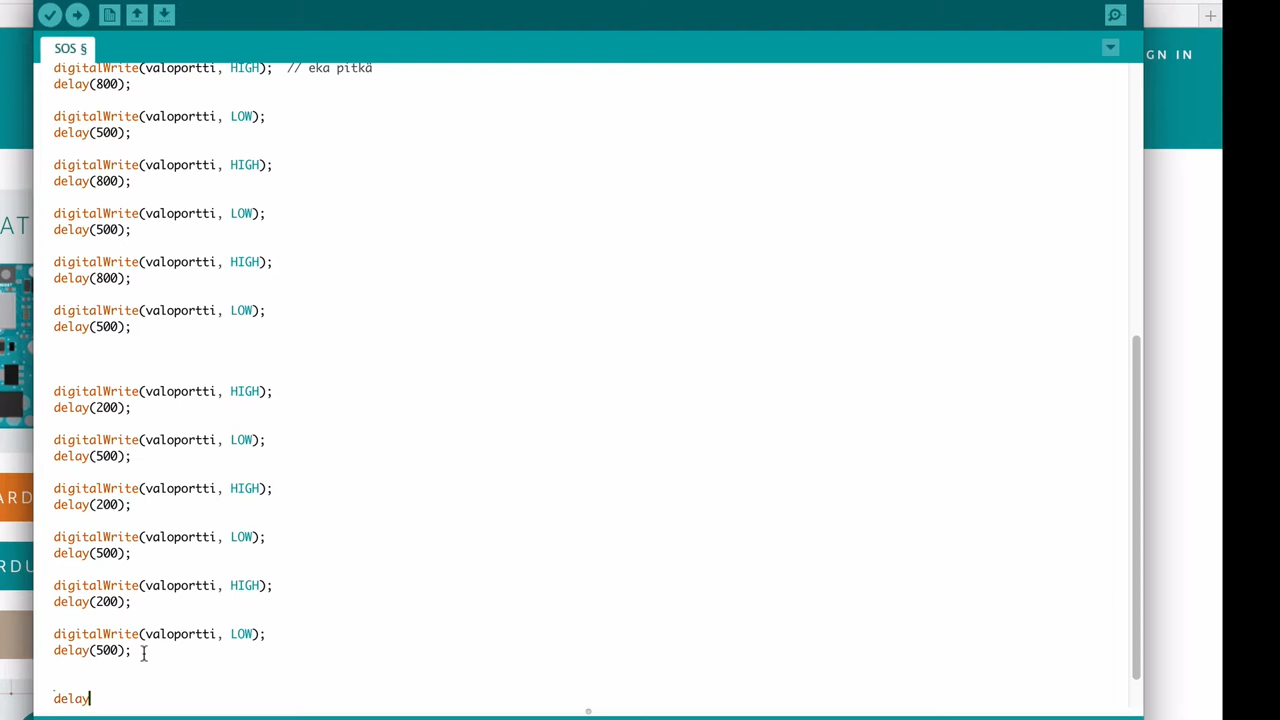 SOS §
GN IN
digitalWrite(valoportti, HIGH);  // eka pitkä
delay(800);
digitalWrite(valoportti, LOW);
delay(500);
digitalWrite(valoportti, HIGH);
delay(800);
digitalWrite(valoportti, LOW);
delay(500);
digitalWrite(valoportti, HIGH);
delay(800);
digitalWrite(valoportti, LOW);
delay(500);
digitalWrite(valoportti, HIGH);
delay(200);
digitalWrite(valoportti, LOW);
delay(500);
digitalWrite(valoportti, HIGH);
delay(200);
digitalWrite(valoportti, LOW);
delay(500);
digitalWrite(valoportti, HIGH);
delay(200);
digitalWrite(valoportti, LOW);
delay(500);
delay
AT
ARD
RDU